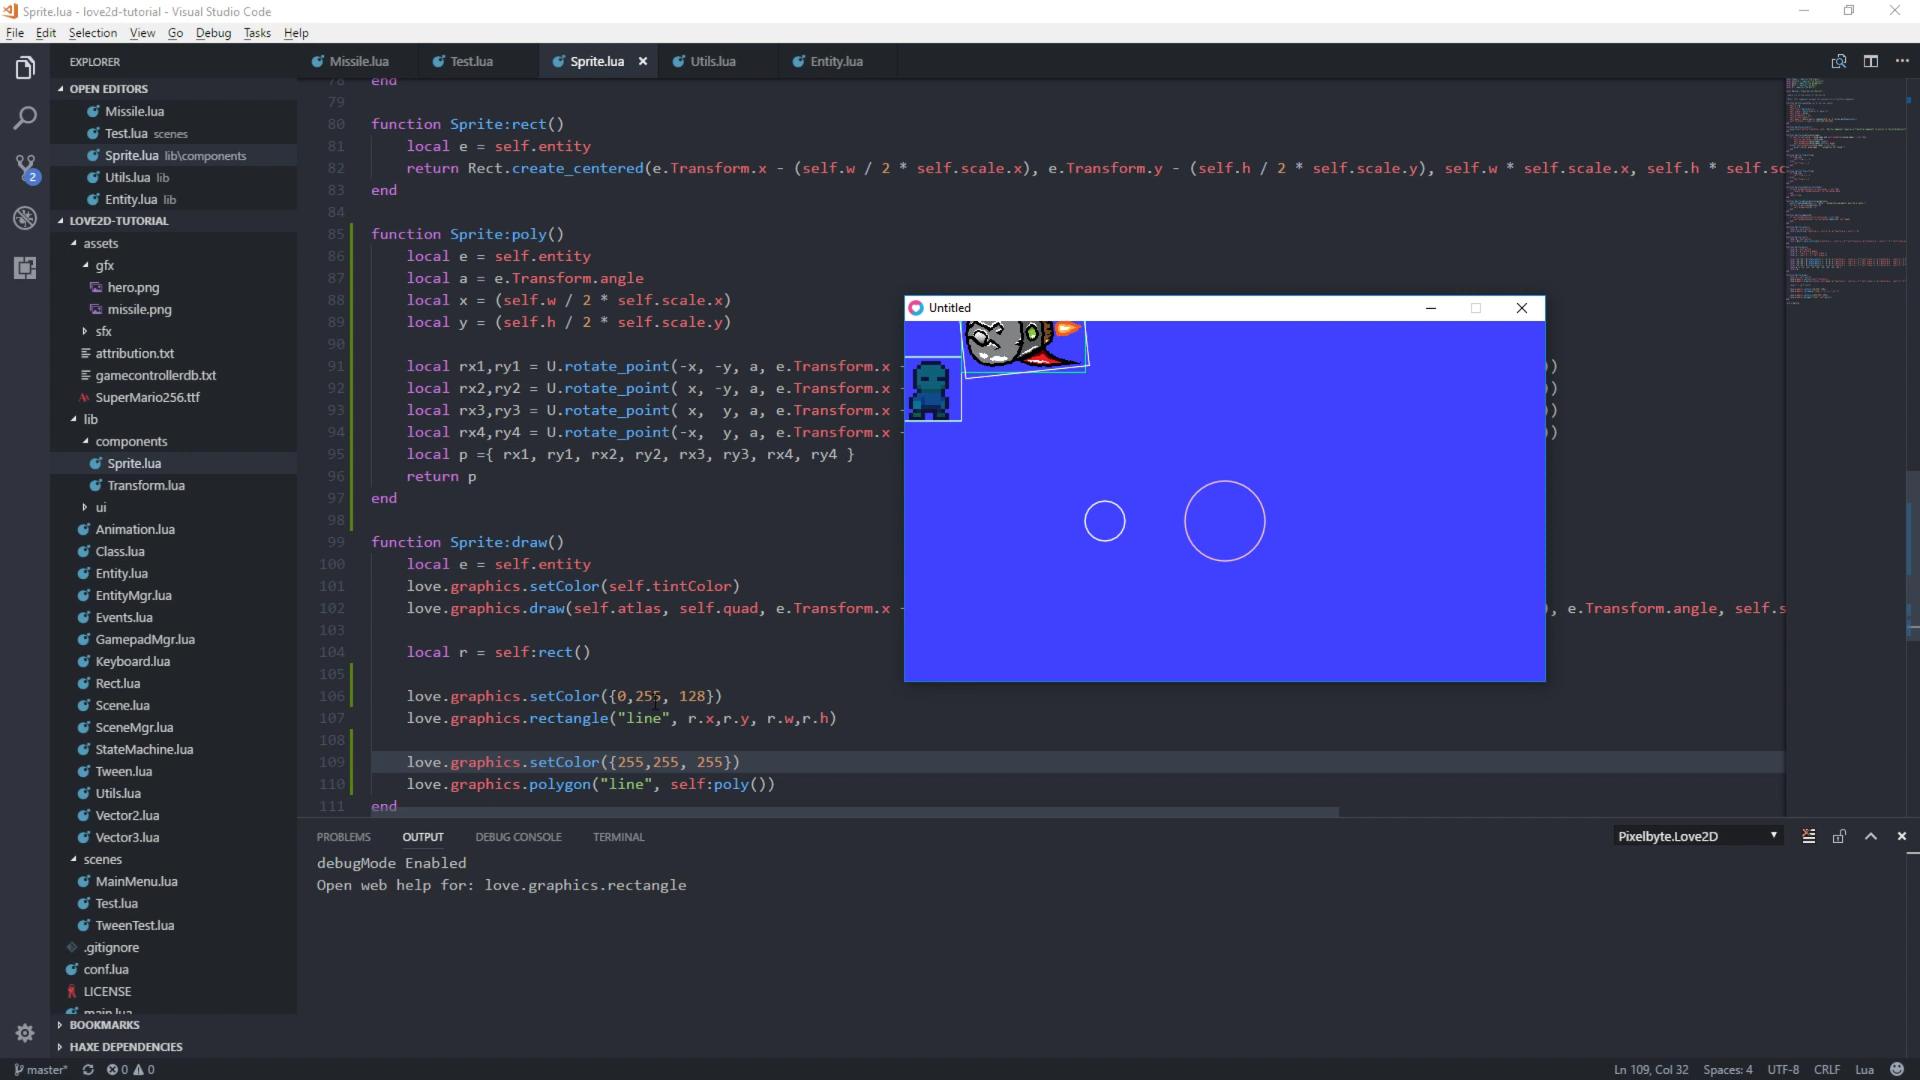 Sprite.lua - love2d-tutorial - Visual Studio Code
File Edit Selection View Go Debug Tasks Help
EXPLORER
OPEN EDITORS
Missile.lua
Test.lua scenes
Sprite.lua lib\components
Utils.lua lib
Entity.lua lib
LOVE2D-TUTORIAL
assets
gfx
hero.png
missile.png
sfx
attribution.txt
gamecontrollerdb.txt
SuperMario256.ttf
lib
components
Sprite.lua
Transform.lua
ui
Animation.lua
Class.lua
Entity.lua
EntityMgr.lua
Events.lua
GamepadMgr.lua
Keyboard.lua
Rect.lua
Scene.lua
SceneMgr.lua
StateMachine.lua
Tween.lua
Utils.lua
Vector2.lua
Vector3.lua
scenes
MainMenu.lua
Test.lua
TweenTest.lua
.gitignore
conf.lua
LICENSE
main.lua
BOOKMARKS
HAXE DEPENDENCIES
2
Missile.lua Test.lua Sprite.lua Utils.lua Entity.lua
78 end
79
80 function Sprite:rect()
81 local e = self.entity
82 return Rect.create_centered(e.Transform.x - (self.w / 2 * self.scale.x), e.Transform.y - (self.h / 2 * self.scale.y), self.w * self.scale.x, self.h * self.sc
83 end
84
85 function Sprite:poly()
86 local e = self.entity
87 local a = e.Transform.angle
88 local x = (self.w / 2 * self.scale.x)
89 local y = (self.h / 2 * self.scale.y)
90
91 local rx1,ry1 = U.rotate_point(-x, -y, a, e.Transform.x - ))
92 local rx2,ry2 = U.rotate_point( x, -y, a, e.Transform.x - ))
93 local rx3,ry3 = U.rotate_point( x, y, a, e.Transform.x - ))
94 local rx4,ry4 = U.rotate_point(-x, y, a, e.Transform.x - ))
95 local p ={ rx1, ry1, rx2, ry2, rx3, ry3, rx4, ry4 }
96 return p
97 end
98
99 function Sprite:draw()
100 local e = self.entity
101 love.graphics.setColor(self.tintColor)
102 love.graphics.draw(self.atlas, self.quad, e.Transform.x - ), e.Transform.angle, self.s
103
104 local r = self:rect()
105
106 love.graphics.setColor({0,255, 128})
107 love.graphics.rectangle("line", r.x,r.y, r.w,r.h)
108
109 love.graphics.setColor({255,255, 255})
110 love.graphics.polygon("line", self:poly())
111 end
Untitled
PROBLEMS OUTPUT DEBUG CONSOLE TERMINAL
Pixelbyte.Love2D
debugMode Enabled
Open web help for: love.graphics.rectangle
master* 0 0
Ln 109, Col 32 Spaces: 4 UTF-8 CRLF Lua